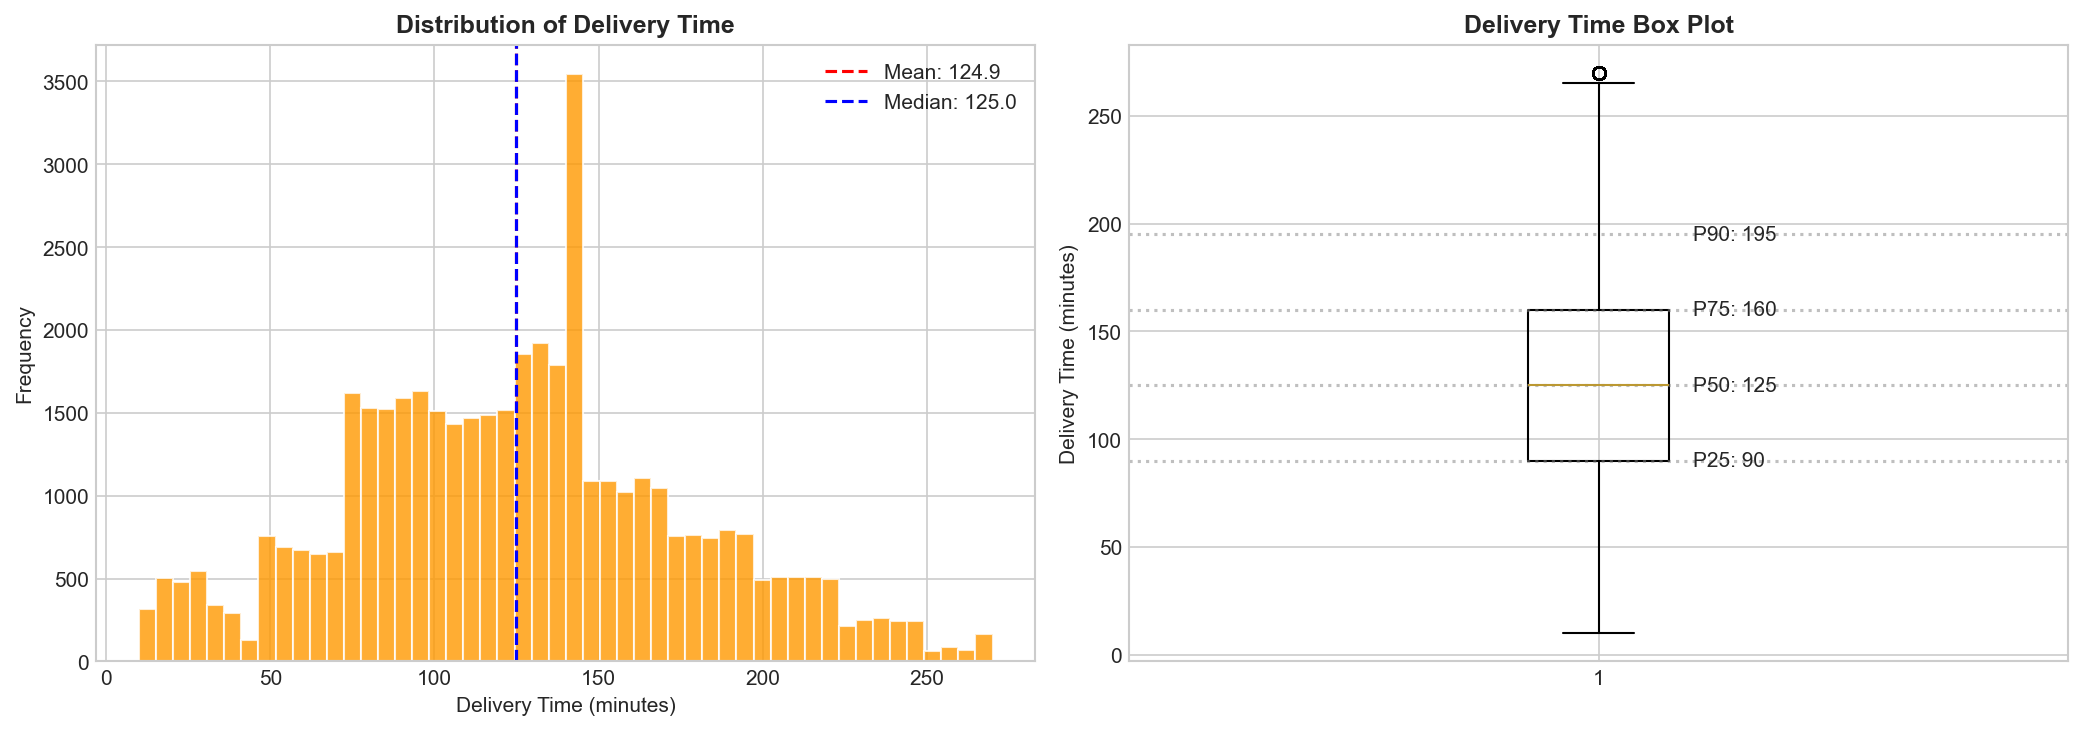 Distribution of Delivery Time
Mean: 124.9
Median: 125.0
Frequency
3500
3000
2500
2000
1500
1000
500
0
0 50 100 150 200 250
Delivery Time (minutes)
Delivery Time Box Plot
Delivery Time (minutes)
250
200
150
100
50
0
P90: 195
P75: 160
P50: 125
P25: 90
1